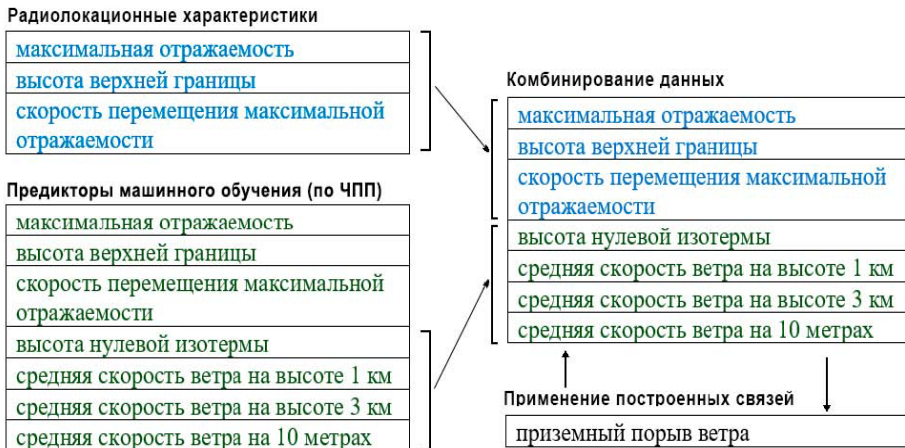 Радиолокационные характеристики
максимальная отражаемость
высота верхней границы
скорость перемещения максимальной
отражаемости
Предикторы машинного обучения (по ЧПП)
максимальная отражаемость
высота верхней границы
скорость перемещения максимальной
отражаемости
высота нулевой изотермы
средняя скорость ветра на высоте 1 км
средняя скорость ветра на высоте 3 км
средняя скорость ветра на 10 метрах
Комбинирование данных
максимальная отражаемость
высота верхней границы
скорость перемещения максимальной
отражаемости
высота нулевой изотермы
средняя скорость ветра на высоте 1 км
средняя скорость ветра на высоте 3 км
средняя скорость ветра на 10 метрах
Применение построенных связей
приземный порыв ветра